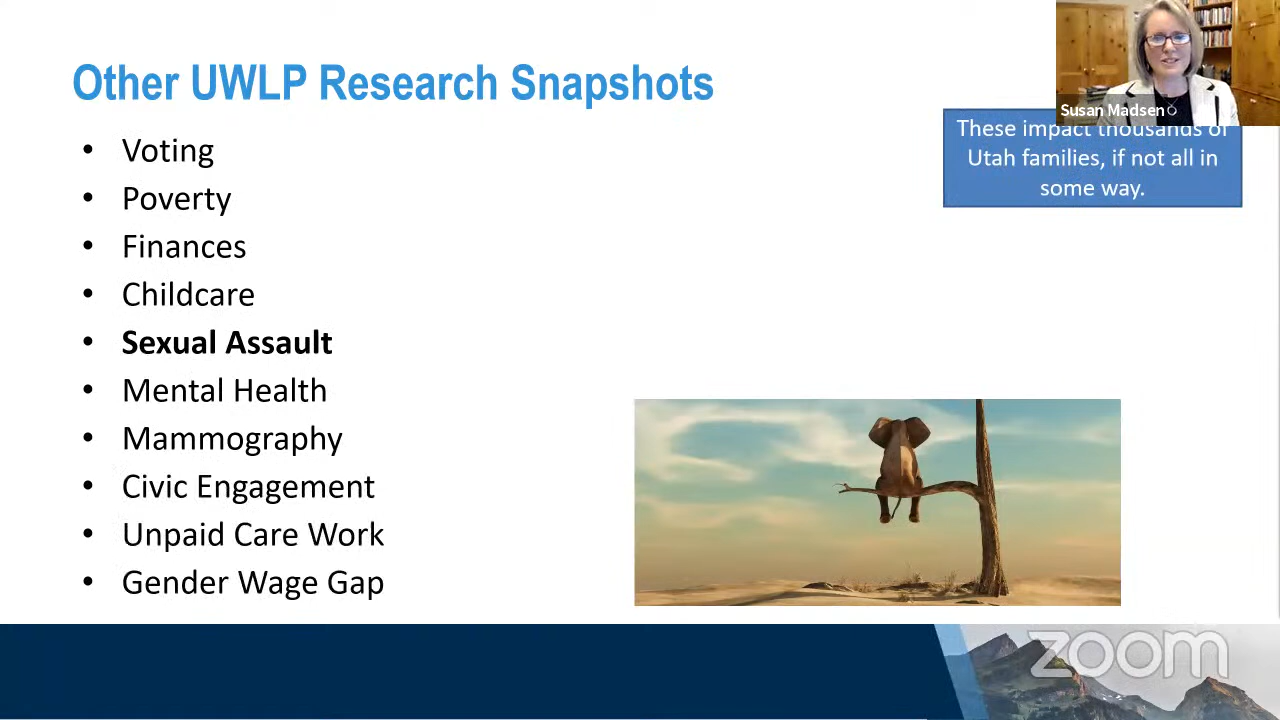 Other UWLP Research Snapshots
Susan Madsen
These impact thousands of
Utah families, if not all in
some way.
• Voting
• Poverty
• Finances
• Childcare
• Sexual Assault
• Mental Health
• Mammography
• Civic Engagement
• Unpaid Care Work
• Gender Wage Gap
zoom